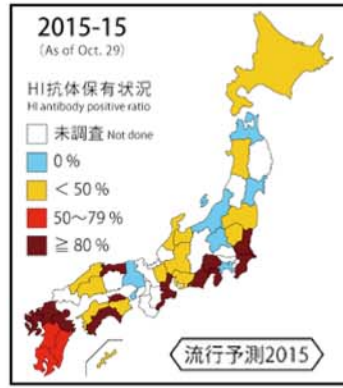 2015-15
(As of Oct. 29)
HI抗体保有状況
HI antibody positive ratio
未調査 Not done
0 %
< 50 %
50～79 %
≧ 80 %
流行予測2015